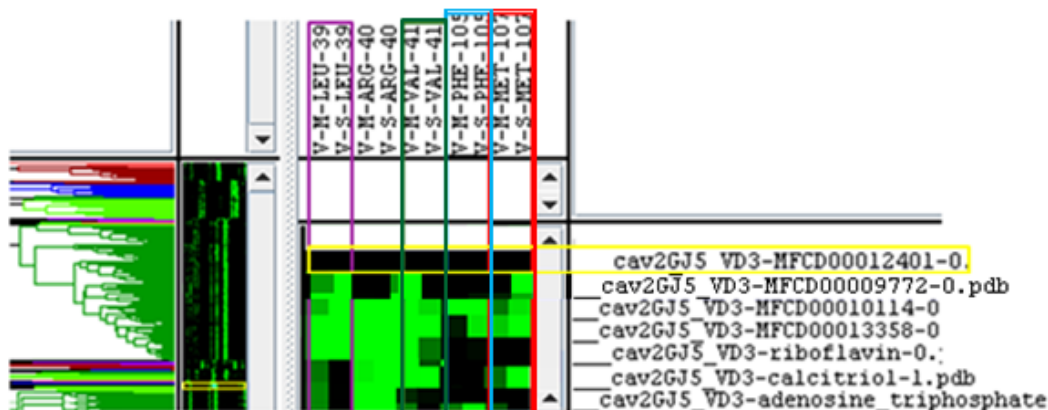 V-M-LEU-39
V-S-LEU-39
V-M-ARG-40
V-S-ARG-40
V-M-VAL-41
V-S-VAL-41
V-M-PHE-105
V-S-PHE-105
V-M-MET-107
V-S-MET-107
cav2GJ5_VD3-MFCD00012401-0.
cav2GJ5_VD3-MFCD00009772-0.pdb
cav2GJ5_VD3-MFCD00010114-0
cav2GJ5_VD3-MFCD00013358-0
cav2GJ5_VD3-riboflavin-0.
cav2GJ5_VD3-calcitriol-1.pdb
cav2GJ5_VD3-adenosine_triphosphate